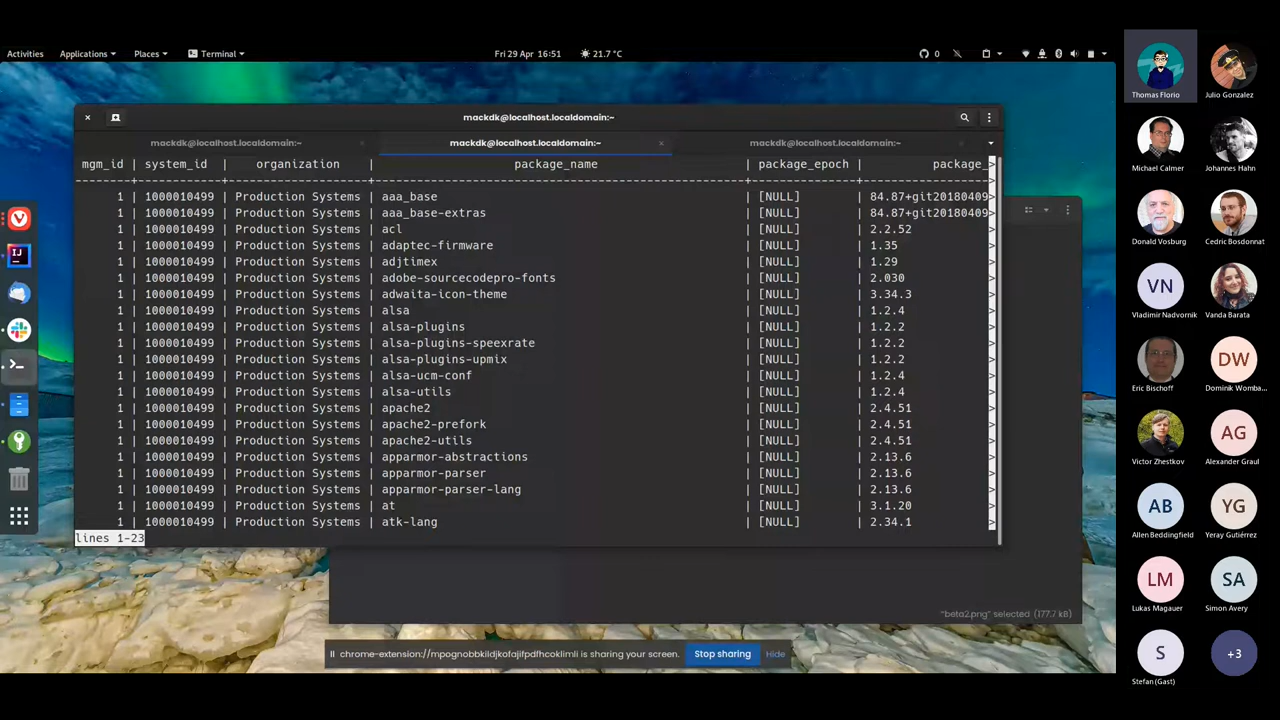 Activities Applications Places Terminal Fri 29 Apr 16:51 21.7 °C 0
mackdk@localhost.localdomain:~
mackdk@localhost.localdomain:~ mackdk@localhost.localdomain:~ mackdk@localhost.localdomain:~
mgm_id | system_id | organization | package_name | package_epoch | package_>
1 | 1000010499 | Production Systems | aaa_base | [NULL] | 84.87+git20180409>
1 | 1000010499 | Production Systems | aaa_base-extras | [NULL] | 84.87+git20180409>
1 | 1000010499 | Production Systems | acl | [NULL] | 2.2.52 >
1 | 1000010499 | Production Systems | adaptec-firmware | [NULL] | 1.35 >
1 | 1000010499 | Production Systems | adjtimex | [NULL] | 1.29 >
1 | 1000010499 | Production Systems | adobe-sourcecodepro-fonts | [NULL] | 2.030 >
1 | 1000010499 | Production Systems | adwaita-icon-theme | [NULL] | 3.34.3 >
1 | 1000010499 | Production Systems | alsa | [NULL] | 1.2.4 >
1 | 1000010499 | Production Systems | alsa-plugins | [NULL] | 1.2.2 >
1 | 1000010499 | Production Systems | alsa-plugins-speexrate | [NULL] | 1.2.2 >
1 | 1000010499 | Production Systems | alsa-plugins-upmix | [NULL] | 1.2.2 >
1 | 1000010499 | Production Systems | alsa-ucm-conf | [NULL] | 1.2.4 >
1 | 1000010499 | Production Systems | alsa-utils | [NULL] | 1.2.4 >
1 | 1000010499 | Production Systems | apache2 | [NULL] | 2.4.51 >
1 | 1000010499 | Production Systems | apache2-prefork | [NULL] | 2.4.51 >
1 | 1000010499 | Production Systems | apache2-utils | [NULL] | 2.4.51 >
1 | 1000010499 | Production Systems | apparmor-abstractions | [NULL] | 2.13.6 >
1 | 1000010499 | Production Systems | apparmor-parser | [NULL] | 2.13.6 >
1 | 1000010499 | Production Systems | apparmor-parser-lang | [NULL] | 2.13.6 >
1 | 1000010499 | Production Systems | at | [NULL] | 3.1.20 >
1 | 1000010499 | Production Systems | atk-lang | [NULL] | 2.34.1 >
lines 1-23
"beta2.png" selected (177.7 kB)
chrome-extension://mpognobbkildjkofajifpdfhcoklimli is sharing your screen. Stop sharing Hide
Thomas Florio Julio Gonzalez
Michael Calmer Johannes Hahn
Donald Vosburg Cedric Bosdonnat
VN
Vladimir Nadvornik Vanda Barata
DW
Eric Bischoff Dominik Womba...
AG
Victor Zhestkov Alexander Graul
AB YG
Allen Beddingfield Yeray Gutiérrez
LM SA
Lukas Magauer Simon Avery
S +3
Stefan (Gast)